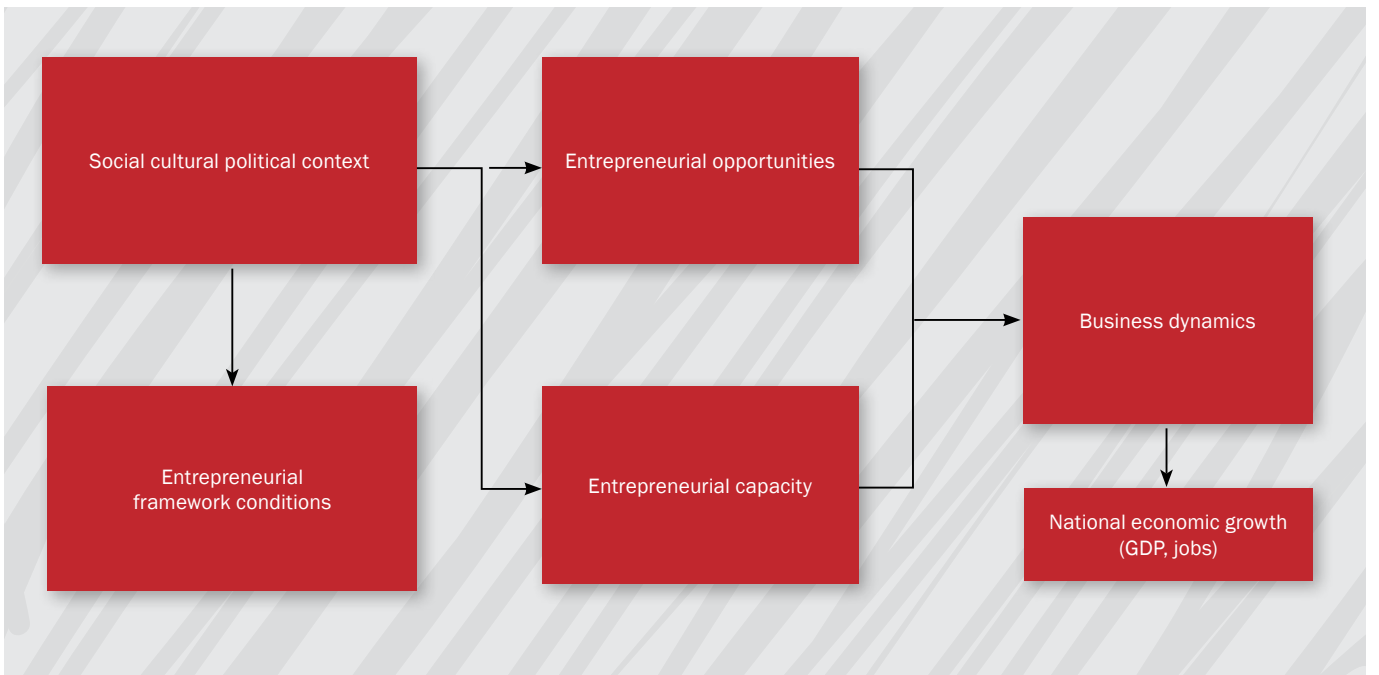 Social cultural political context
Entrepreneurial opportunities
Business dynamics
Entrepreneurial
framework conditions
Entrepreneurial capacity
National economic growth
(GDP, jobs)